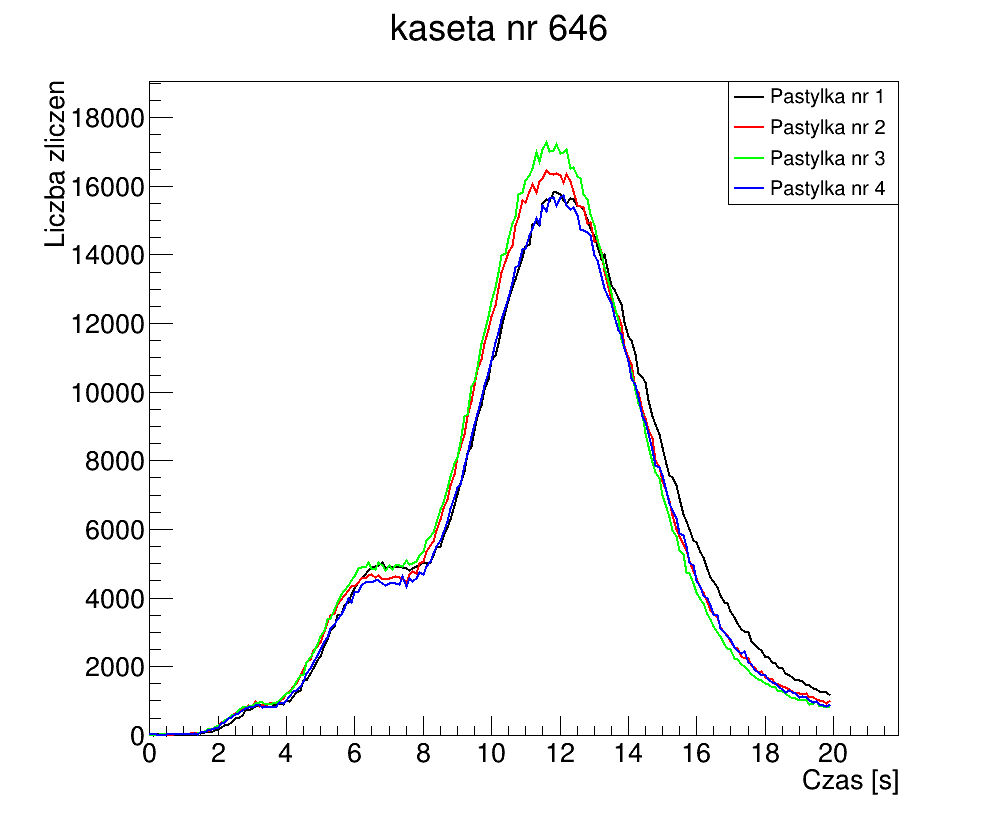 kaseta nr 646
Liczba zliczen
18000
16000
14000
12000
10000
8000
6000
4000
2000
0
Pastylka nr 1
Pastylka nr 2
Pastylka nr 3
Pastylka nr 4
0 2 4 6 8 10 12 14 16 18 20
Czas [s]